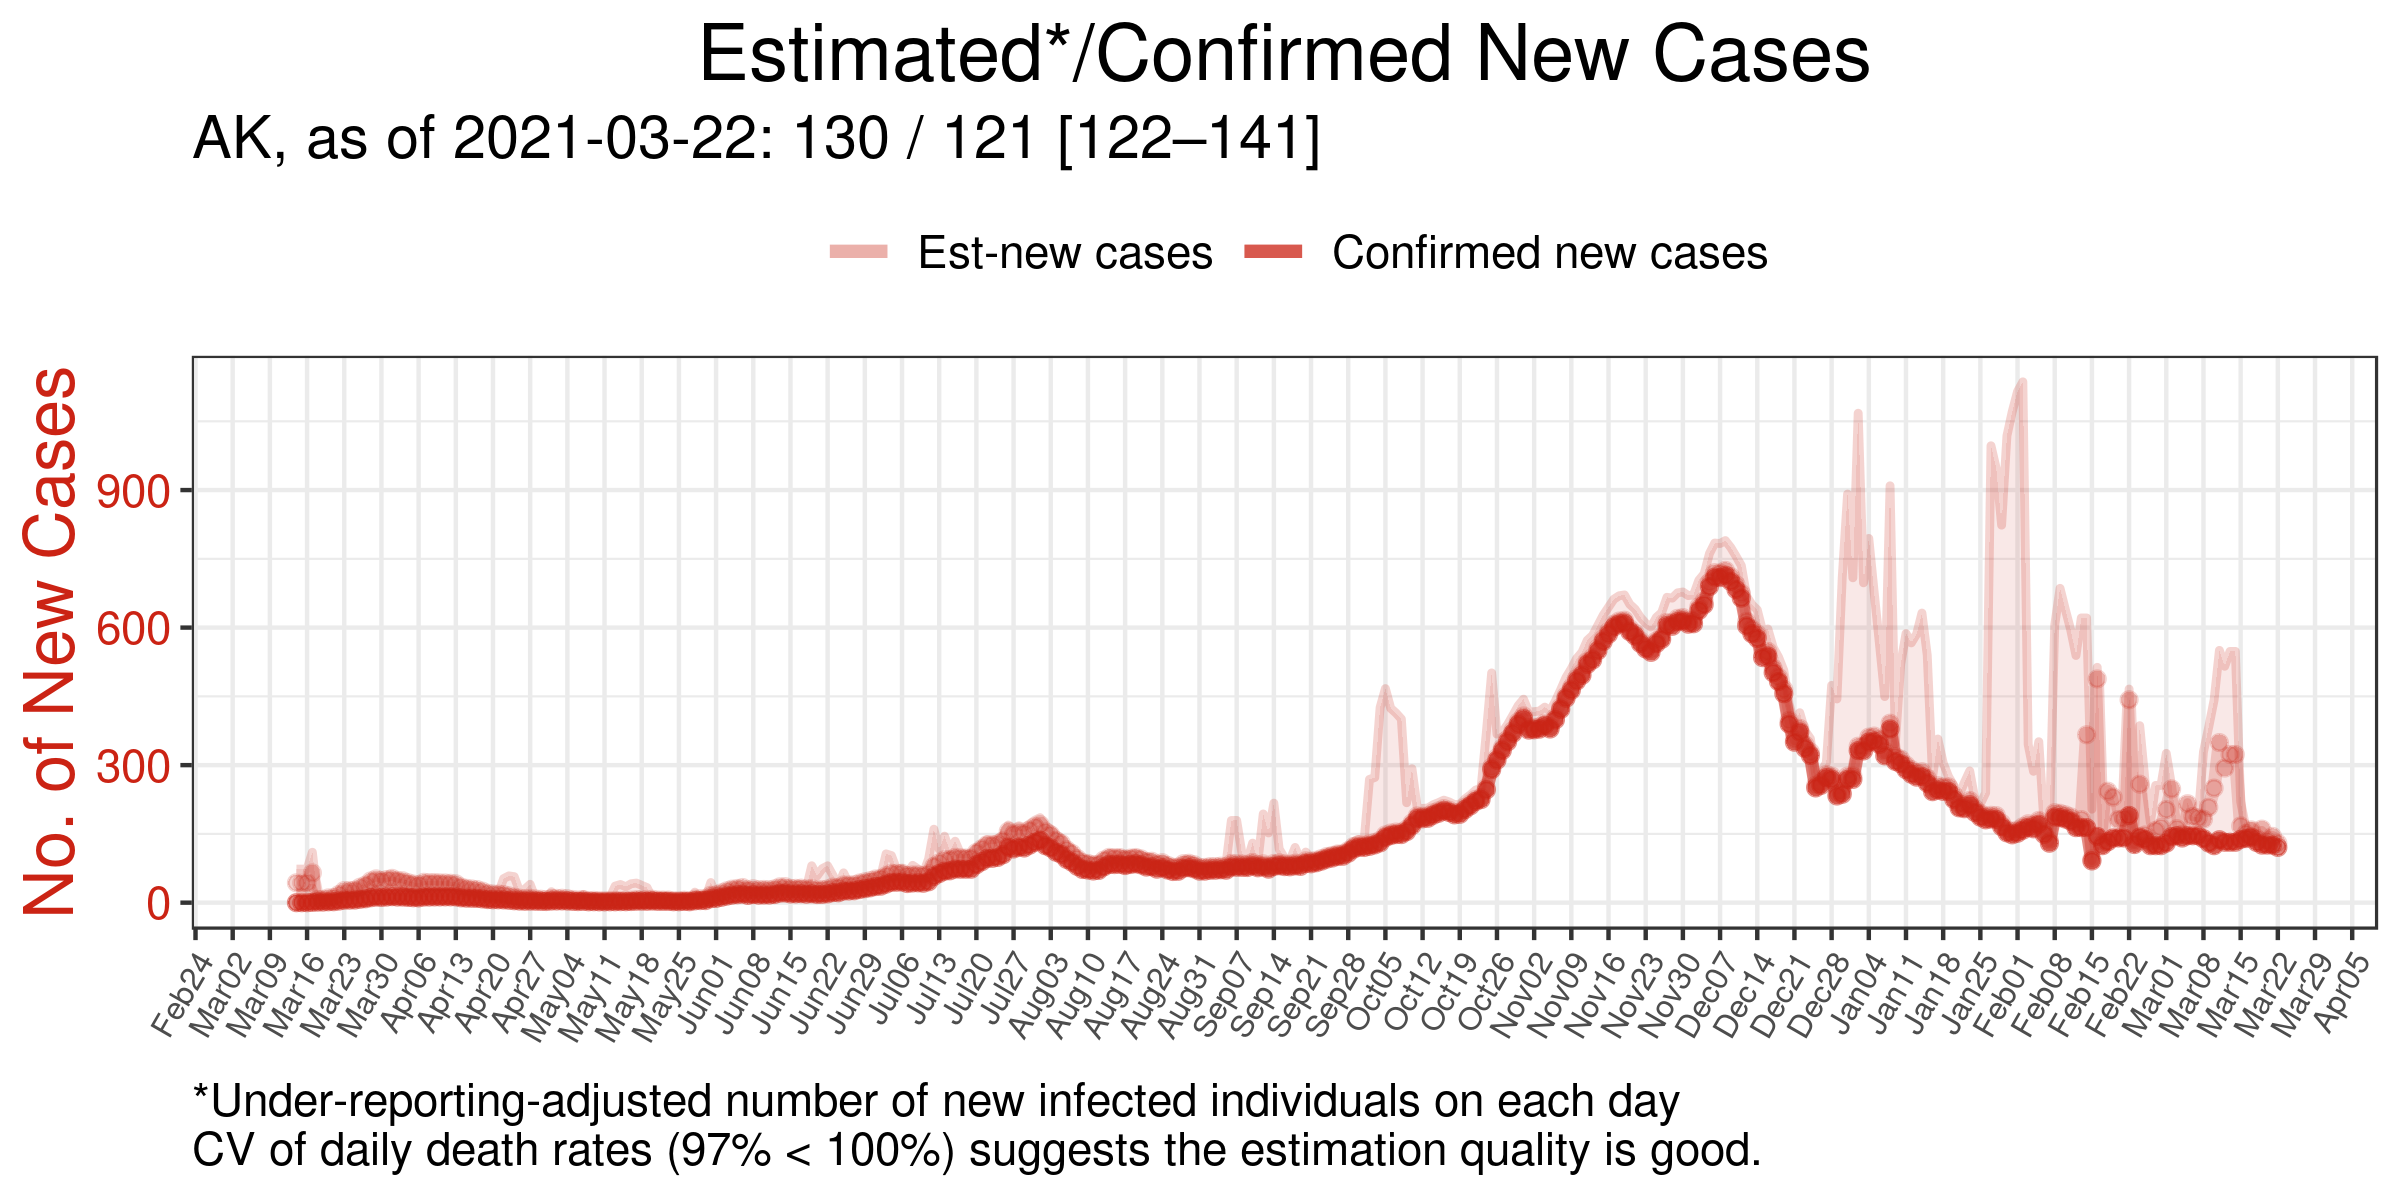 Estimated*/Confirmed New Cases
AK, as of 2021-03-22: 130 / 121 [122–141]
Est-new cases
Confirmed new cases
No. of New Cases
900
600
300
0
Feb24
Mar02
Mar09
Mar16
Mar23
Mar30
Apr06
Apr13
Apr20
Apr27
May04
May11
May18
May25
Jun01
Jun08
Jun15
Jun22
Jun29
Jul06
Jul13
Jul20
Jul27
Aug03
Aug10
Aug17
Aug24
Aug31
Sep07
Sep14
Sep21
Sep28
Oct05
Oct12
Oct19
Oct26
Nov02
Nov09
Nov16
Nov23
Nov30
Dec07
Dec14
Dec21
Dec28
Jan04
Jan11
Jan18
Jan25
Feb01
Feb08
Feb15
Feb22
Mar01
Mar08
Mar15
Mar22
Mar29
Apr05
*Under-reporting-adjusted number of new infected individuals on each day
CV of daily death rates (97% < 100%) suggests the estimation quality is good.